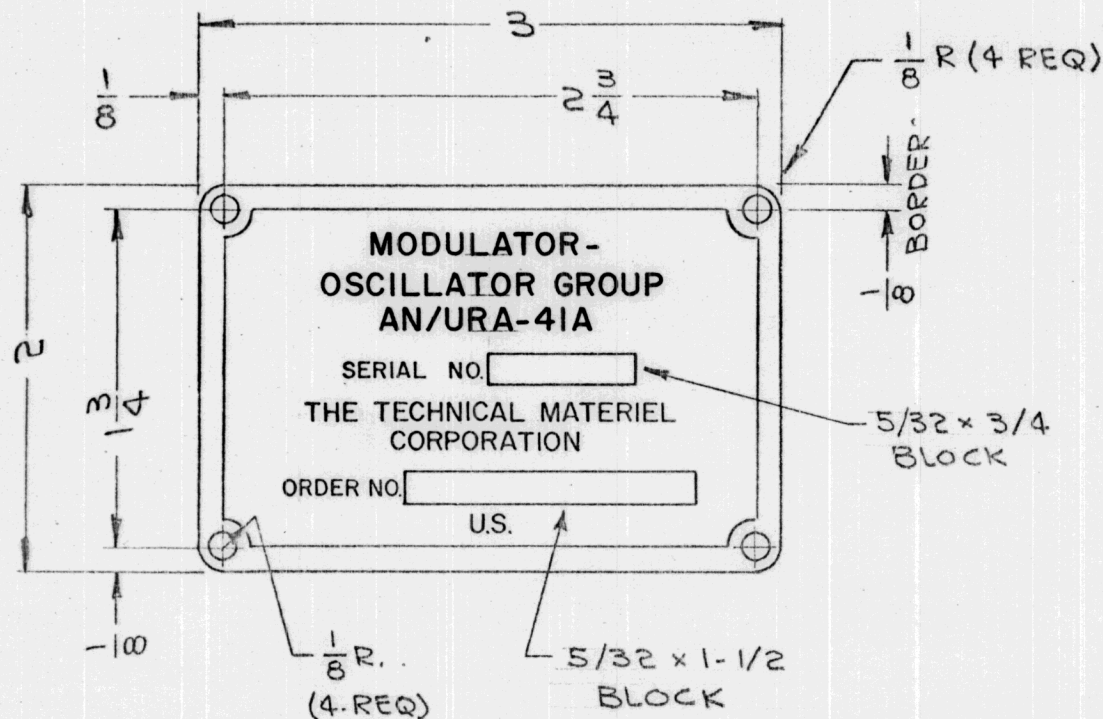 3
1/8
2 3/4
1/8 R (4 REQ)
1/8 BORDER
2
1 3/4
MODULATOR-
OSCILLATOR GROUP
AN/URA-41A
SERIAL NO.
THE TECHNICAL MATERIEL
CORPORATION
ORDER NO.
U.S.
5/32 x 3/4
BLOCK
1/8
1/8 R.
(4-REQ)
5/32 x 1-1/2
BLOCK